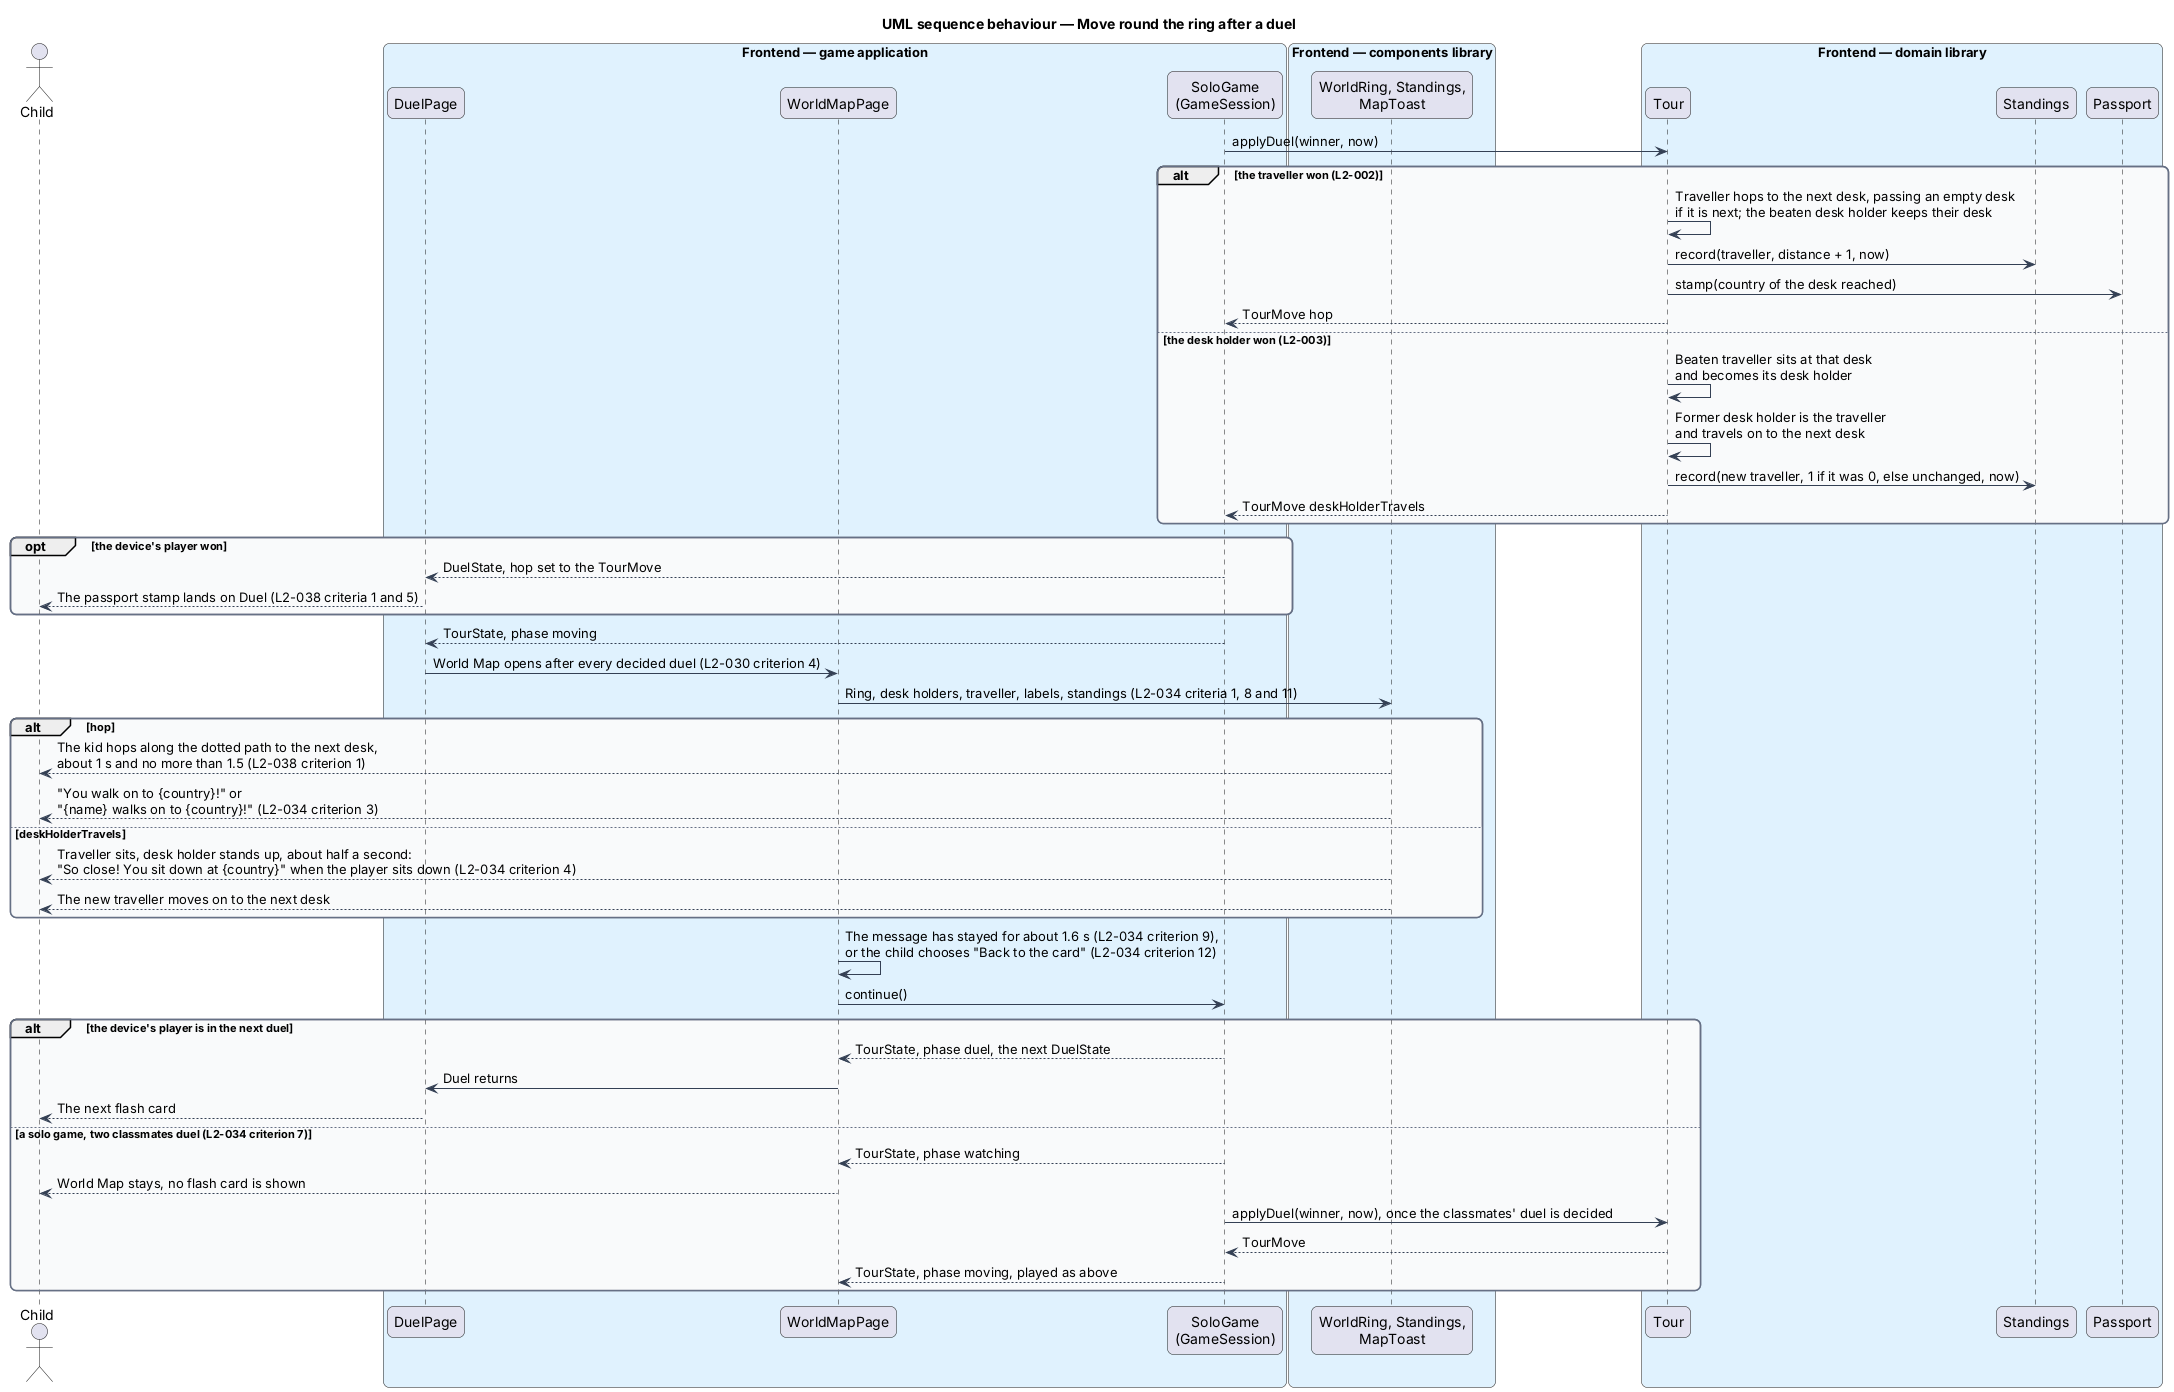 UML sequence behaviour — Move round the ring after a duel
Frontend — game application
Frontend — components library
Frontend — domain library
Child
DuelPage
WorldMapPage
SoloGame
(GameSession)
WorldRing, Standings,
MapToast
Tour
Standings
Passport
applyDuel(winner, now)
alt
[the traveller won (L2-002)]
Traveller hops to the next desk, passing an empty desk
if it is next; the beaten desk holder keeps their desk
record(traveller, distance + 1, now)
stamp(country of the desk reached)
TourMove hop
[the desk holder won (L2-003)]
Beaten traveller sits at that desk
and becomes its desk holder
Former desk holder is the traveller
and travels on to the next desk
record(new traveller, 1 if it was 0, else unchanged, now)
TourMove deskHolderTravels
opt
[the device's player won]
DuelState, hop set to the TourMove
The passport stamp lands on Duel (L2-038 criteria 1 and 5)
TourState, phase moving
World Map opens after every decided duel (L2-030 criterion 4)
Ring, desk holders, traveller, labels, standings (L2-034 criteria 1, 8 and 11)
alt
[hop]
The kid hops along the dotted path to the next desk,
about 1 s and no more than 1.5 (L2-038 criterion 1)
"You walk on to {country}!" or
"{name} walks on to {country}!" (L2-034 criterion 3)
[deskHolderTravels]
Traveller sits, desk holder stands up, about half a second:
"So close! You sit down at {country}" when the player sits down (L2-034 criterion 4)
The new traveller moves on to the next desk
The message has stayed for about 1.6 s (L2-034 criterion 9),
or the child chooses "Back to the card" (L2-034 criterion 12)
continue()
alt
[the device's player is in the next duel]
TourState, phase duel, the next DuelState
Duel returns
The next flash card
[a solo game, two classmates duel (L2-034 criterion 7)]
TourState, phase watching
World Map stays, no flash card is shown
applyDuel(winner, now), once the classmates' duel is decided
TourMove
TourState, phase moving, played as above
Child
DuelPage
WorldMapPage
SoloGame
(GameSession)
WorldRing, Standings,
MapToast
Tour
Standings
Passport